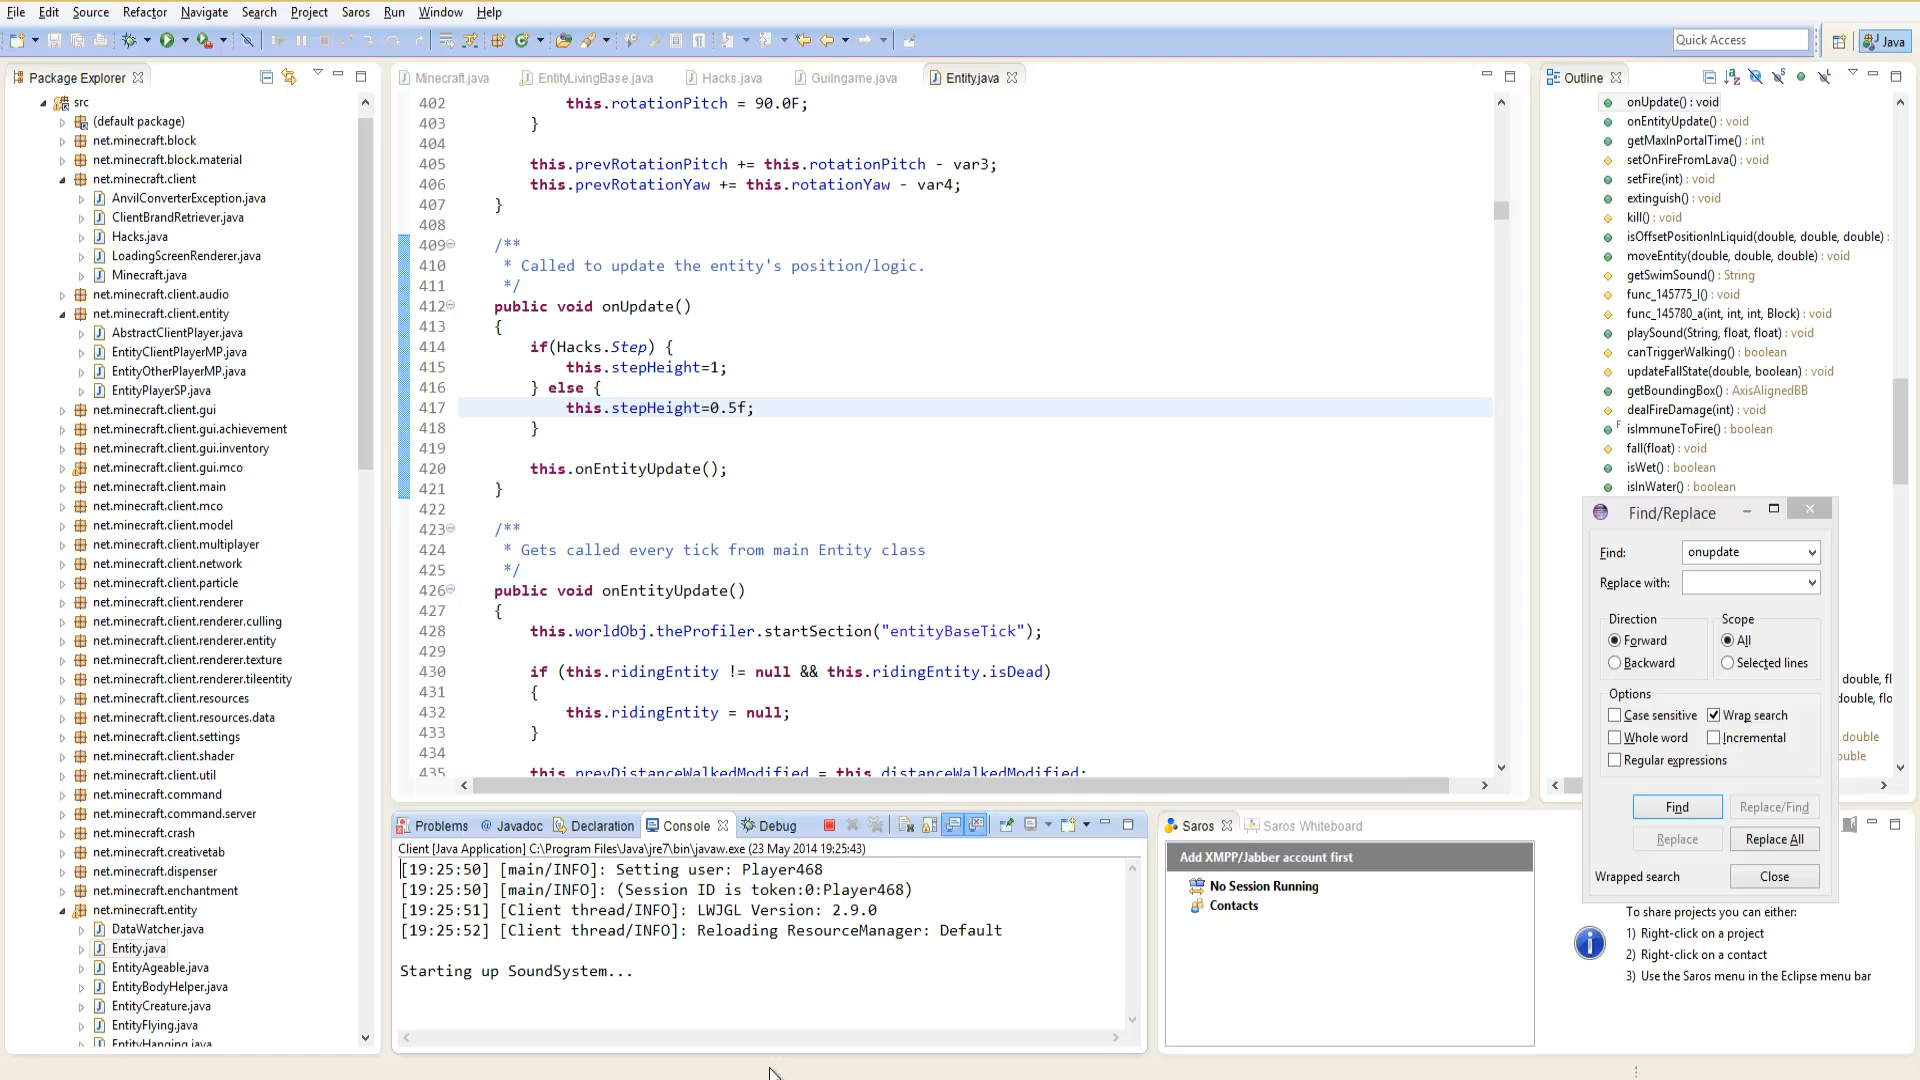 File Edit Source Refactor Navigate Search Project Saros Run Window Help
Quick Access
Java
Package Explorer
src
(default package)
net.minecraft.block
net.minecraft.block.material
net.minecraft.client
AnvilConverterException.java
ClientBrandRetriever.java
Hacks.java
LoadingScreenRenderer.java
Minecraft.java
net.minecraft.client.audio
net.minecraft.client.entity
AbstractClientPlayer.java
EntityClientPlayerMP.java
EntityOtherPlayerMP.java
EntityPlayerSP.java
net.minecraft.client.gui
net.minecraft.client.gui.achievement
net.minecraft.client.gui.inventory
net.minecraft.client.gui.mco
net.minecraft.client.main
net.minecraft.client.mco
net.minecraft.client.model
net.minecraft.client.multiplayer
net.minecraft.client.network
net.minecraft.client.particle
net.minecraft.client.renderer
net.minecraft.client.renderer.culling
net.minecraft.client.renderer.entity
net.minecraft.client.renderer.texture
net.minecraft.client.renderer.tileentity
net.minecraft.client.resources
net.minecraft.client.resources.data
net.minecraft.client.settings
net.minecraft.client.shader
net.minecraft.client.util
net.minecraft.command
net.minecraft.command.server
net.minecraft.crash
net.minecraft.creativetab
net.minecraft.dispenser
net.minecraft.enchantment
net.minecraft.entity
DataWatcher.java
Entity.java
EntityAgeable.java
EntityBodyHelper.java
EntityCreature.java
EntityFlying.java
EntityHanging.java
Minecraft.java EntityLivingBase.java Hacks.java GuiIngame.java Entity.java
402 this.rotationPitch = 90.0F;
403 }
404
405 this.prevRotationPitch += this.rotationPitch - var3;
406 this.prevRotationYaw += this.rotationYaw - var4;
407 }
408
409 /**
410 * Called to update the entity's position/logic.
411 */
412 public void onUpdate()
413 {
414 if(Hacks.Step) {
415 this.stepHeight=1;
416 } else {
417 this.stepHeight=0.5f;
418 }
419
420 this.onEntityUpdate();
421 }
422
423 /**
424 * Gets called every tick from main Entity class
425 */
426 public void onEntityUpdate()
427 {
428 this.worldObj.theProfiler.startSection("entityBaseTick");
429
430 if (this.ridingEntity != null && this.ridingEntity.isDead)
431 {
432 this.ridingEntity = null;
433 }
434
435 this.prevDistanceWalkedModified = this.distanceWalkedModified;
Outline
onUpdate() : void
onEntityUpdate() : void
getMaxInPortalTime() : int
setOnFireFromLava() : void
setFire(int) : void
extinguish() : void
kill() : void
isOffsetPositionInLiquid(double, double, double) :
moveEntity(double, double, double) : void
getSwimSound() : String
func_145775_I() : void
func_145780_a(int, int, int, Block) : void
playSound(String, float, float) : void
canTriggerWalking() : boolean
updateFallState(double, boolean) : void
getBoundingBox() : AxisAlignedBB
dealFireDamage(int) : void
F isImmuneToFire() : boolean
fall(float) : void
isWet() : boolean
isInWater() : boolean
double, fl
double, flo
double
ouble
Find/Replace
Find: onupdate
Replace with:
Direction
Forward
Backward
Scope
All
Selected lines
Options
Case sensitive Wrap search
Whole word Incremental
Regular expressions
Find Replace/Find
Replace Replace All
Wrapped search Close
Problems @ Javadoc Declaration Console Debug
Client [Java Application] C:\Program Files\Java\jre7\bin\javaw.exe (23 May 2014 19:25:43)
[19:25:50] [main/INFO]: Setting user: Player468
[19:25:50] [main/INFO]: (Session ID is token:0:Player468)
[19:25:51] [Client thread/INFO]: LWJGL Version: 2.9.0
[19:25:52] [Client thread/INFO]: Reloading ResourceManager: Default
Starting up SoundSystem...
Saros Saros Whiteboard
Add XMPP/Jabber account first
No Session Running
Contacts
To share projects you can either:
1) Right-click on a project
2) Right-click on a contact
3) Use the Saros menu in the Eclipse menu bar